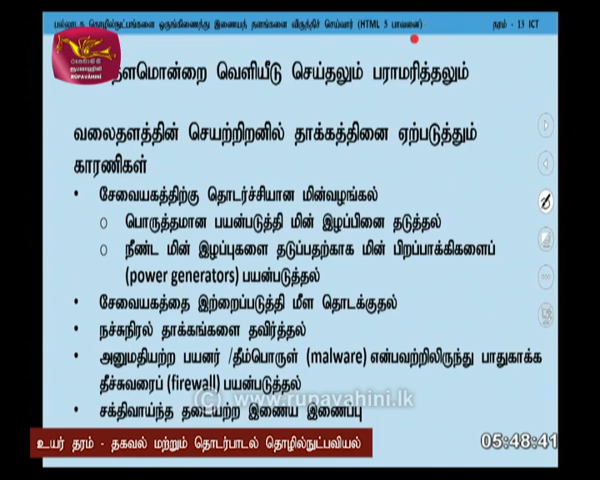 பல்லூடக தொழில்நுட்பங்களை ஒருங்கிணைத்து இணையத் தளங்களை விருத்திச் செய்வார் (HTML 5 பாவனை)
தரம் - 13 ICT
RUPAVAHINI
தளமொன்றை வெளியீடு செய்தலும் பராமரித்தலும்
வலைதளத்தின் செயற்றிறனில் தாக்கத்தினை ஏற்படுத்தும்
காரணிகள்
• சேவையகத்திற்கு தொடர்ச்சியான மின்வழங்கல்
o பொருத்தமான பயன்படுத்தி மின் இழப்பினை தடுத்தல்
o நீண்ட மின் இழப்புகளை தடுப்பதற்காக மின் பிறப்பாக்கிகளைப்
(power generators) பயன்படுத்தல்
• சேவையகத்தை இற்றைப்படுத்தி மீள தொடக்குதல்
• நச்சுநிரல் தாக்கங்களை தவிர்த்தல்
• அனுமதியற்ற பயனர் /தீம்பொருள் (malware) என்பவற்றிலிருந்து பாதுகாக்க
தீச்சுவரைப் (firewall) பயன்படுத்தல்
• சக்திவாய்ந்த தடையற்ற இணைய இணைப்பு
(C) www.rupavahini.lk
உயர் தரம் - தகவல் மற்றும் தொடர்பாடல் தொழில்நுட்பவியல்
05:48:41